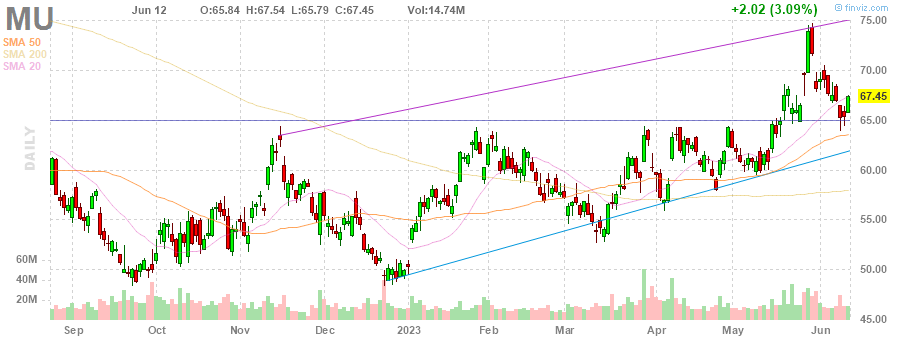 MU
Jun 12 O:65.84 H:67.54 L:65.79 C:67.45 Vol:14.74M +2.02 (3.09%) © finviz.com
SMA 50
SMA 200
SMA 20
DAILY
75.00
70.00
67.45
65.00
60.00
55.00
50.00
45.00
60M
40M
20M
Sep Oct Nov Dec 2023 Feb Mar Apr May Jun